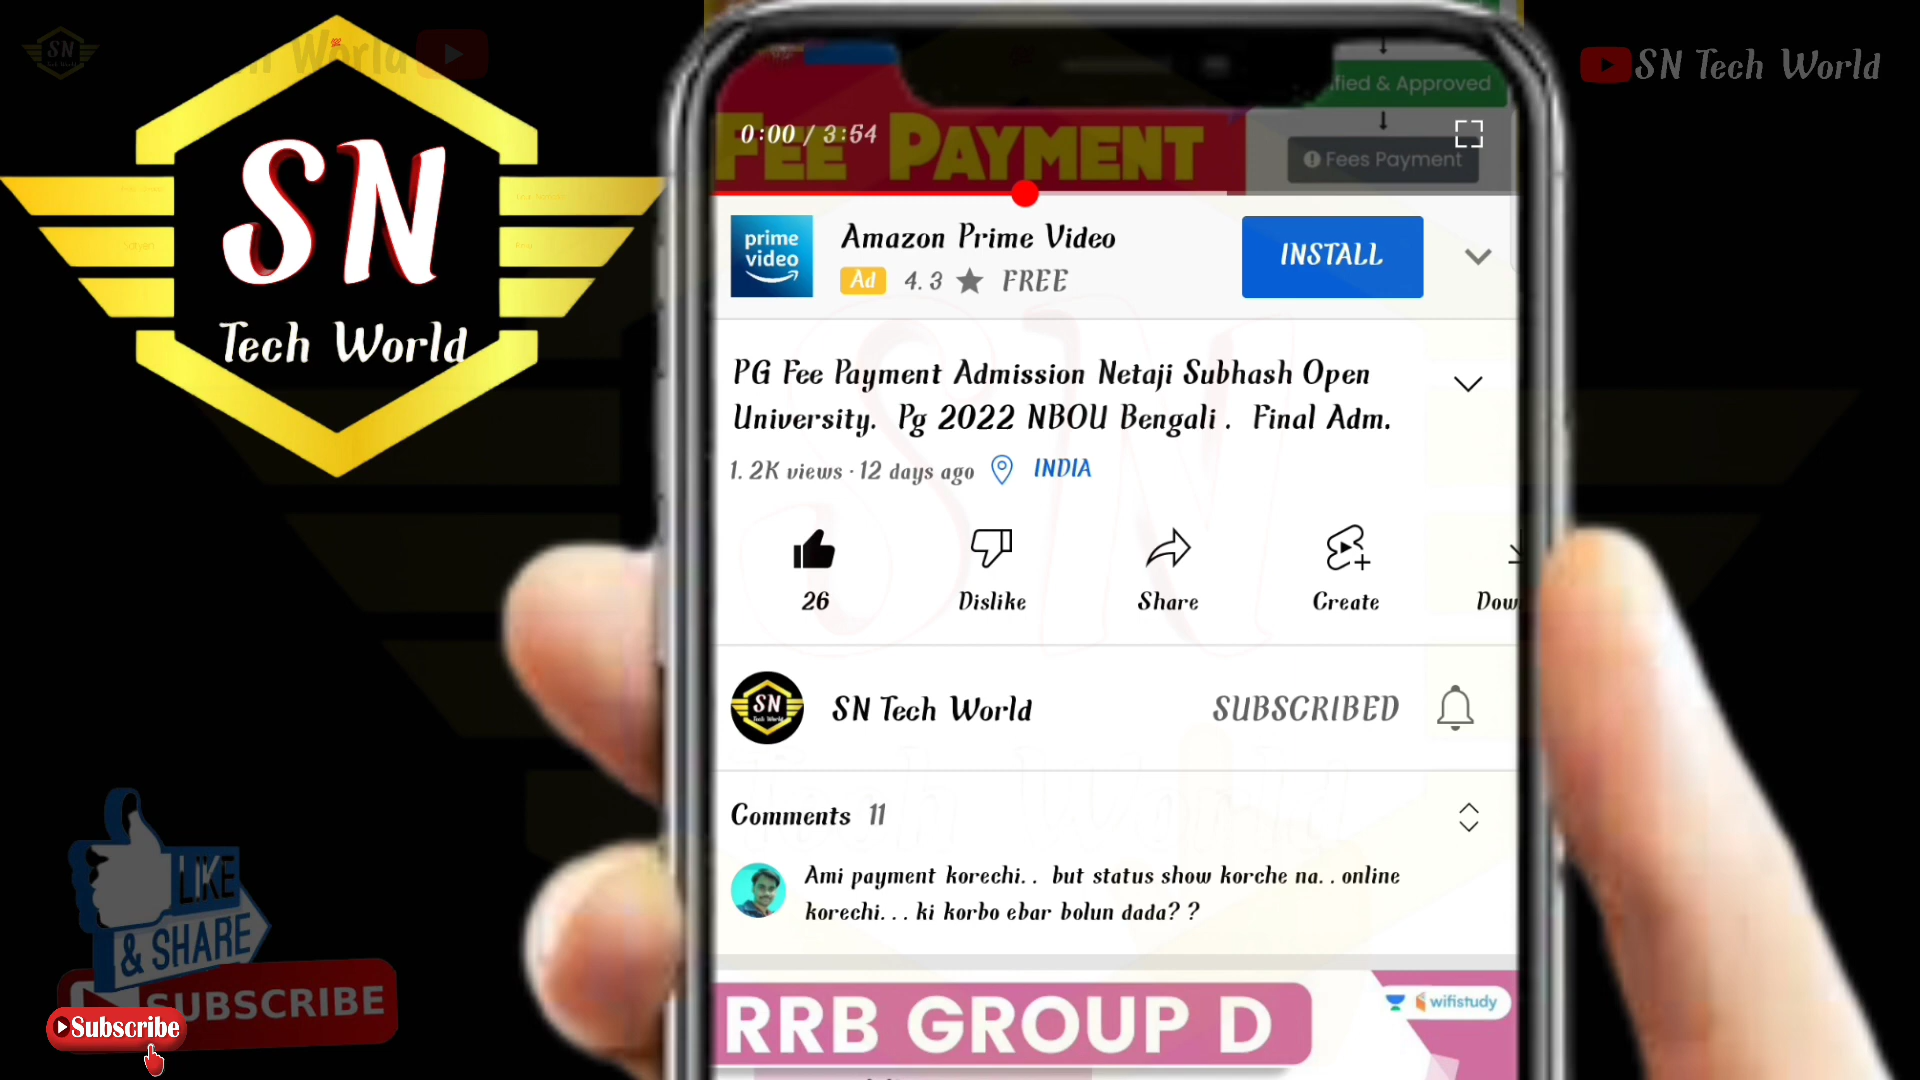 SN
Tech World
World
SN Tech World
ified & Approved
0:00 / 3:54
FEE PAYMENT
Fees Payment
prime video
Amazon Prime Video
INSTALL
Ad 4.3 ★ FREE
PG Fee Payment Admission Netaji Subhash Open
University. Pg 2022 NBOU Bengali . Final Adm.
1.2K views · 12 days ago INDIA
26
Dislike
Share
Create
Dow
SN
SN Tech World
SUBSCRIBED
Comments 11
Ami payment korechi.. but status show korche na..online
korechi...ki korbo ebar bolun dada??
RRB GROUP D
wifistudy
LIKE
& SHARE
SUBSCRIBE
Subscribe